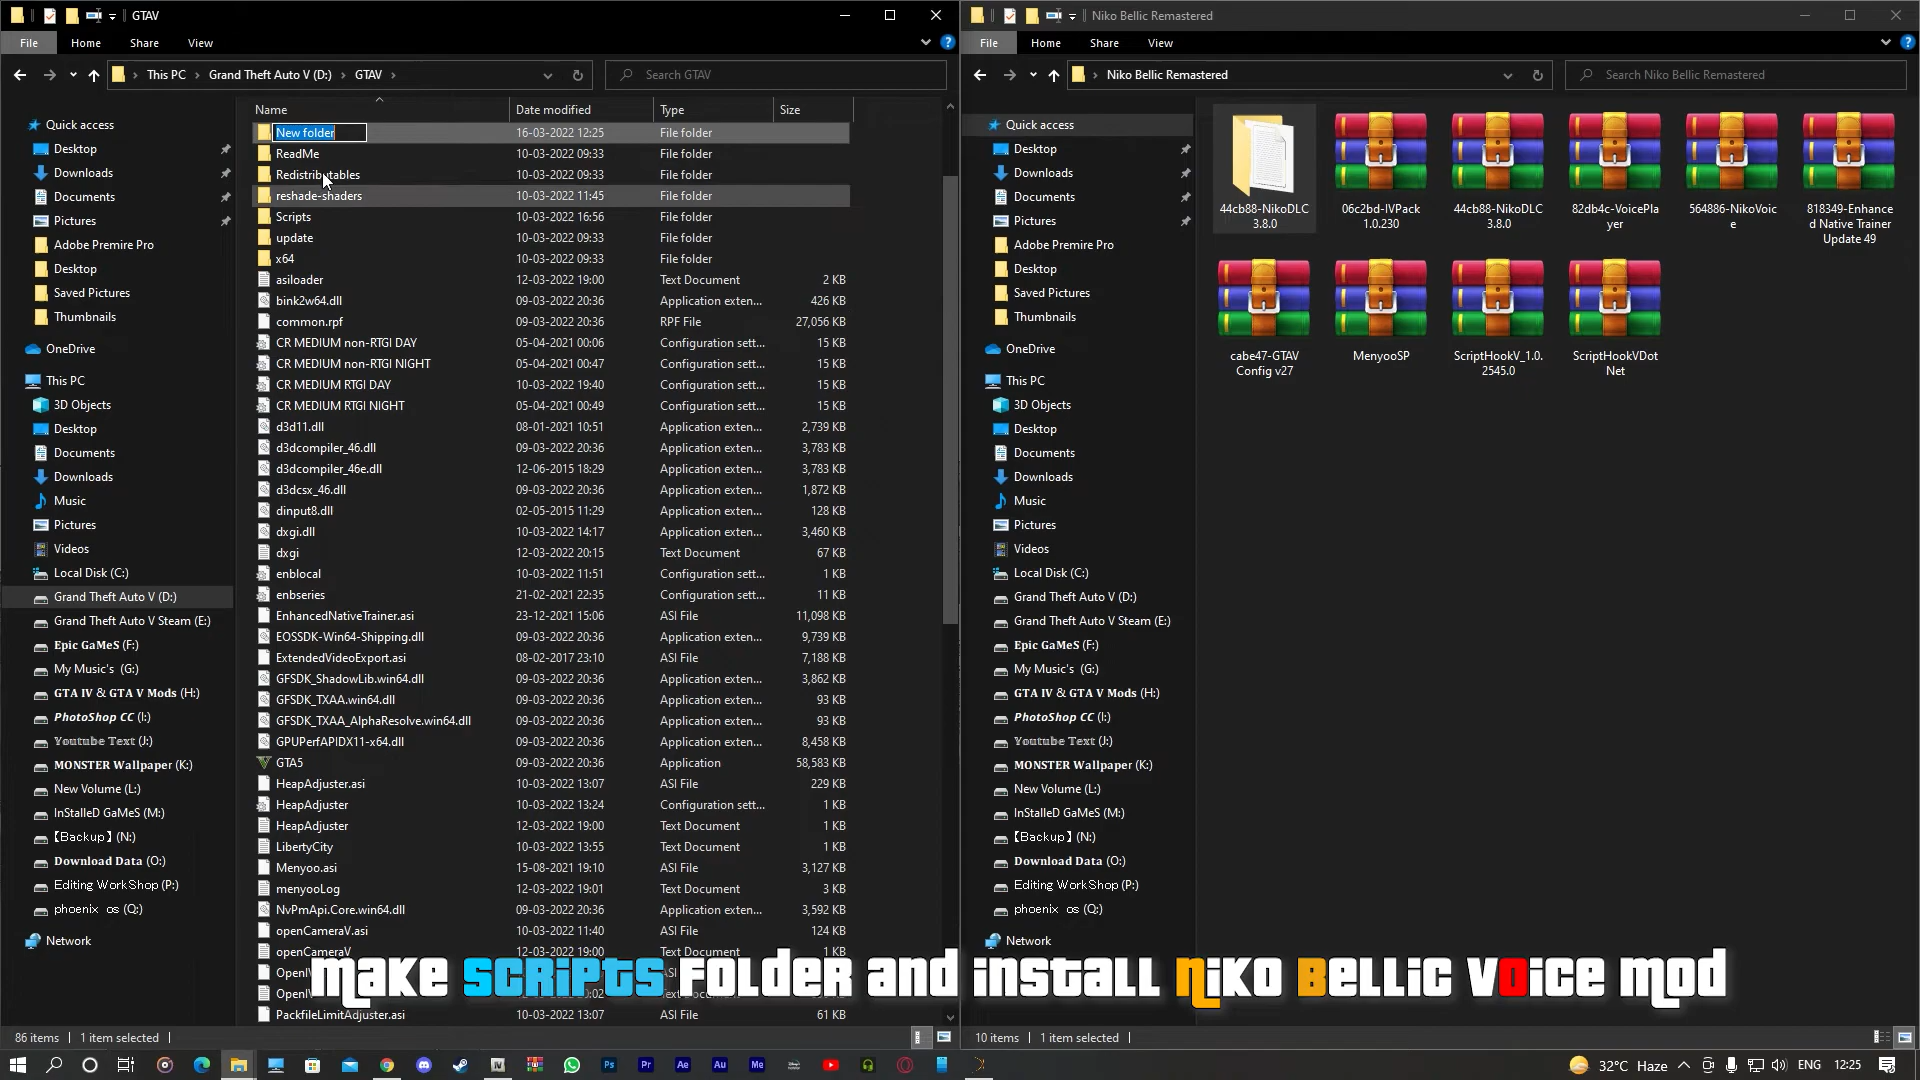 GTAV
File
Home
Share
View
This PC
Grand Theft Auto V (D:)
GTAV
Search GTAV
Quick access
Desktop
Downloads
Documents
Pictures
Adobe Premire Pro
Desktop
Saved Pictures
Thumbnails
OneDrive
This PC
3D Objects
Desktop
Documents
Downloads
Music
Pictures
Videos
Local Disk (C:)
Grand Theft Auto V (D:)
Grand Theft Auto V Steam (E:)
Epic GaMeS (F:)
My Music's (G:)
GTA IV & GTA V Mods (H:)
PhotoShop CC (I:)
Youtube Text (J:)
MONSTER Wallpaper (K:)
New Volume (L:)
InStalleD GaMeS (M:)
【Backup】(N:)
Download Data (O:)
Editing WorkShop (P:)
phoenix os (Q:)
Network
Name Date modified Type Size
New folder 16-03-2022 12:25 File folder
ReadMe 10-03-2022 09:33 File folder
Redistributables 10-03-2022 09:33 File folder
reshade-shaders 10-03-2022 11:45 File folder
Scripts 10-03-2022 16:56 File folder
update 10-03-2022 09:33 File folder
x64 10-03-2022 09:33 File folder
asiloader 12-03-2022 19:00 Text Document 2 KB
bink2w64.dll 09-03-2022 20:36 Application exten... 426 KB
common.rpf 09-03-2022 20:36 RPF File 27,056 KB
CR MEDIUM non-RTGI DAY 05-04-2021 00:06 Configuration sett... 15 KB
CR MEDIUM non-RTGI NIGHT 05-04-2021 00:47 Configuration sett... 15 KB
CR MEDIUM RTGI DAY 10-03-2022 19:40 Configuration sett... 15 KB
CR MEDIUM RTGI NIGHT 05-04-2021 00:49 Configuration sett... 15 KB
d3d11.dll 08-01-2021 10:51 Application exten... 2,739 KB
d3dcompiler_46.dll 09-03-2022 20:36 Application exten... 3,783 KB
d3dcompiler_46e.dll 12-06-2015 18:29 Application exten... 3,783 KB
d3dcsx_46.dll 09-03-2022 20:36 Application exten... 1,872 KB
dinput8.dll 02-05-2015 11:29 Application exten... 128 KB
dxgi.dll 10-03-2022 14:17 Application exten... 3,460 KB
dxgi 12-03-2022 20:15 Text Document 67 KB
enblocal 10-03-2022 11:51 Configuration sett... 1 KB
enbseries 21-02-2021 22:35 Configuration sett... 11 KB
EnhancedNativeTrainer.asi 23-12-2021 15:06 ASI File 11,098 KB
EOSSDK-Win64-Shipping.dll 09-03-2022 20:36 Application exten... 9,739 KB
ExtendedVideoExport.asi 08-02-2017 23:10 ASI File 7,188 KB
GFSDK_ShadowLib.win64.dll 09-03-2022 20:36 Application exten... 3,862 KB
GFSDK_TXAA.win64.dll 09-03-2022 20:36 Application exten... 93 KB
GFSDK_TXAA_AlphaResolve.win64.dll 09-03-2022 20:36 Application exten... 93 KB
GPUPerfAPIDX11-x64.dll 09-03-2022 20:36 Application exten... 8,458 KB
GTA5 09-03-2022 20:36 Application 58,583 KB
HeapAdjuster.asi 10-03-2022 13:07 ASI File 229 KB
HeapAdjuster 10-03-2022 13:24 Configuration sett... 1 KB
HeapAdjuster 12-03-2022 19:00 Text Document 1 KB
LibertyCity 10-03-2022 13:55 Text Document 1 KB
Menyoo.asi 15-08-2021 19:10 ASI File 3,127 KB
menyooLog 12-03-2022 19:01 Text Document 3 KB
NvPmApi.Core.win64.dll 09-03-2022 20:36 Application exten... 3,592 KB
openCameraV.asi 10-03-2022 11:40 ASI File 124 KB
openCameraV 12-03-2022 19:00 Text Document 1 KB
PackfileLimitAdjuster.asi 10-03-2022 13:07 ASI File 61 KB
86 items 1 item selected
Niko Bellic Remastered
File
Home
Share
View
Niko Bellic Remastered
Search Niko Bellic Remastered
Quick access
Desktop
Downloads
Documents
Pictures
Adobe Premire Pro
Desktop
Saved Pictures
Thumbnails
OneDrive
This PC
3D Objects
Desktop
Documents
Downloads
Music
Pictures
Videos
Local Disk (C:)
Grand Theft Auto V (D:)
Grand Theft Auto V Steam (E:)
Epic GaMeS (F:)
My Music's (G:)
GTA IV & GTA V Mods (H:)
PhotoShop CC (I:)
Youtube Text (J:)
MONSTER Wallpaper (K:)
New Volume (L:)
InStalleD GaMeS (M:)
【Backup】(N:)
Download Data (O:)
Editing WorkShop (P:)
phoenix os (Q:)
Network
44cb88-NikoDLC
3.8.0
06c2bd-IVPack
1.0.230
44cb88-NikoDLC
3.8.0
82db4c-VoicePla
yer
564886-NikoVoic
e
818349-Enhance
d Native Trainer
Update 49
cabe47-GTAV
Config v27
MenyooSP
ScriptHookV_1.0.
2545.0
ScriptHookVDot
Net
10 items 1 item selected
make scripts folder and install Niko Bellic VOice mod
32°C Haze
ENG
12:25